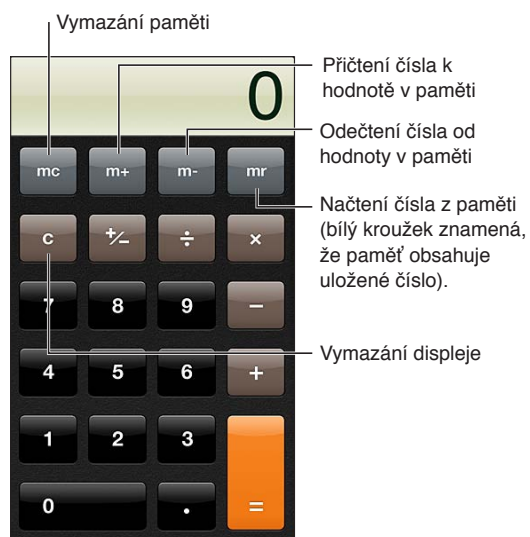 Vymazání paměti
0
Přičtení čísla k
hodnotě v paměti
Odečtení čísla od
hodnoty v paměti
mc m+ m- mr
Načtení čísla z paměti
(bílý kroužek znamená,
že paměť obsahuje
uložené číslo).
c +/− ÷ ×
7 8 9 −
Vymazání displeje
4 5 6 +
1 2 3
0 . =